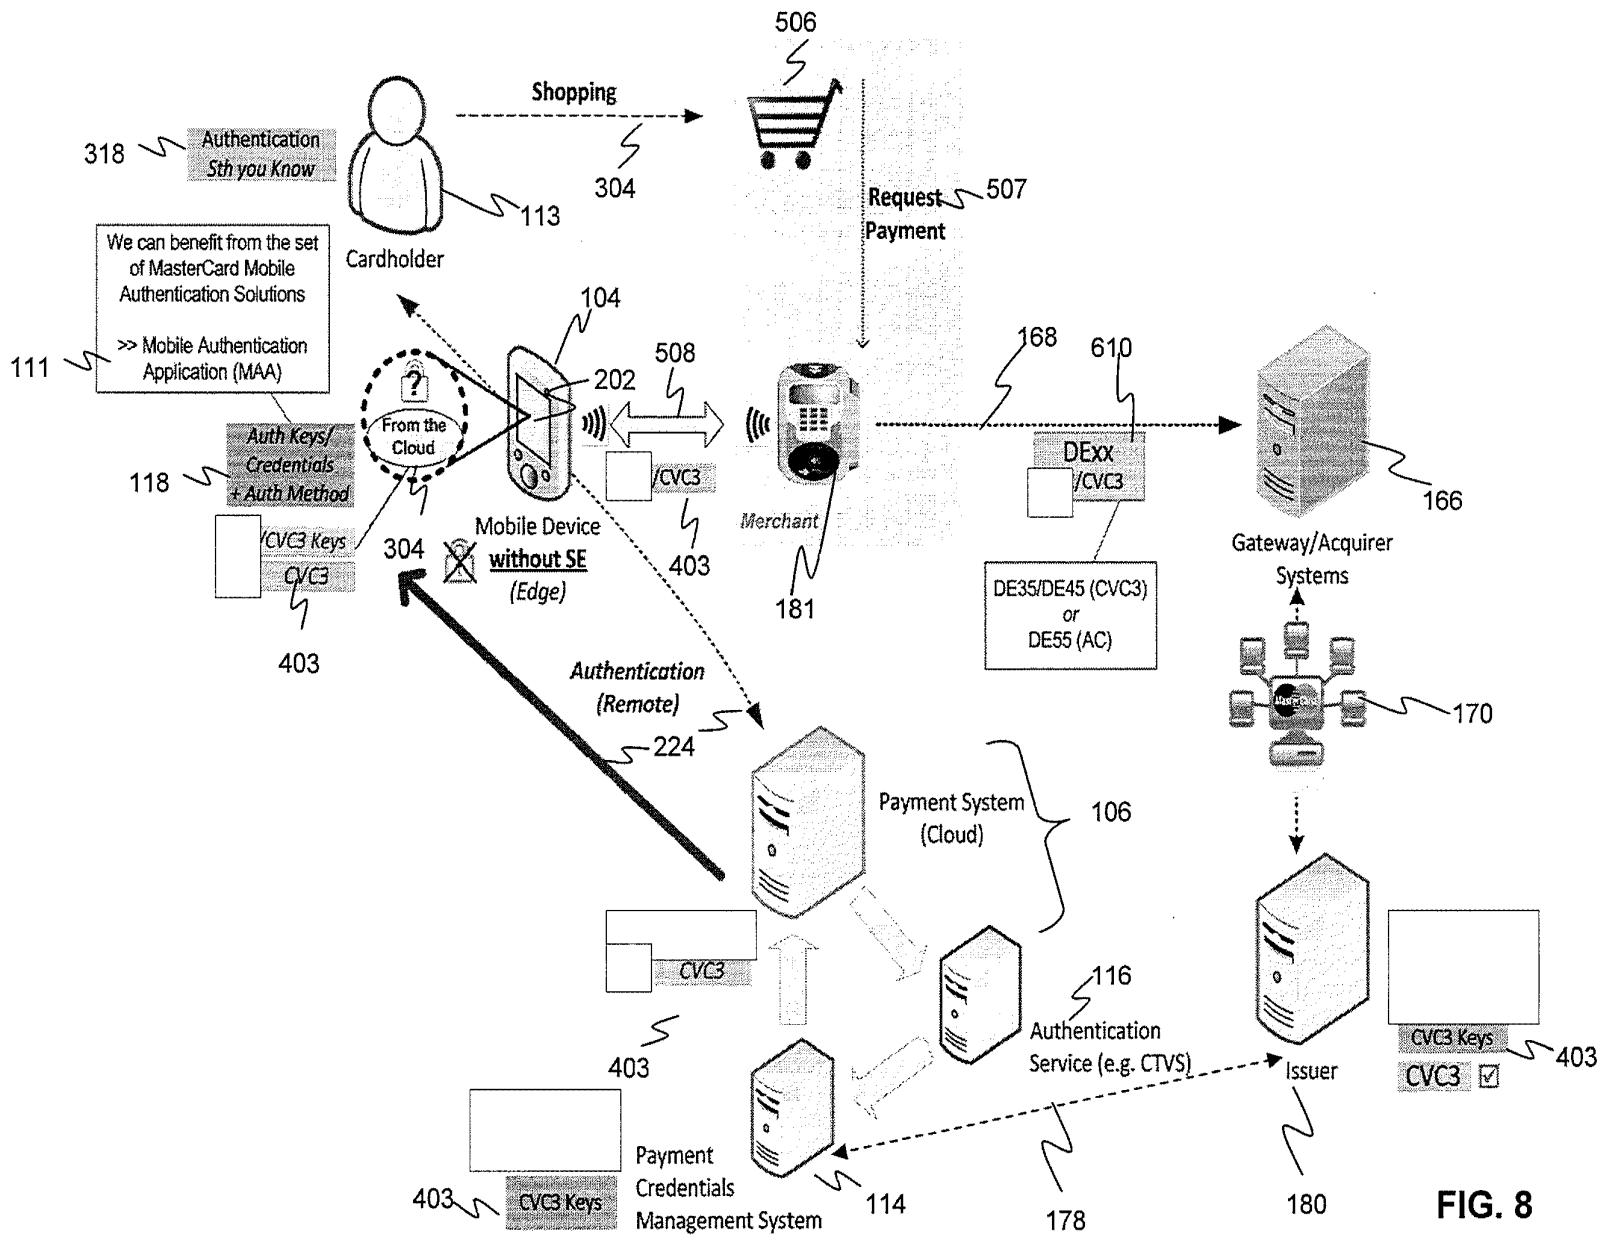 506
Shopping
318
Authentication
Sth you Know
304
113
Request
Payment
507
We can benefit from the set
of MasterCard Mobile
Authentication Solutions
>> Mobile Authentication
Application (MAA)
111
Cardholder
104
202
508
168
610
?
From the
Cloud
Auth Keys/
Credentials
+ Auth Method
118
/CVC3
DExx
/CVC3
166
Merchant
Mobile Device
without SE
(Edge)
/CVC3 Keys
CVC3
304
403
403
181
Gateway/Acquirer
Systems
DE35/DE45 (CVC3)
or
DE55 (AC)
Authentication
(Remote)
224
MasterCard
170
Payment System
(Cloud)
106
CVC3
403
116
Authentication
Service (e.g. CTVS)
Issuer
CVC3 Keys
403
CVC3
403
CVC3 Keys
Payment
Credentials
Management System
114
178
180
FIG. 8